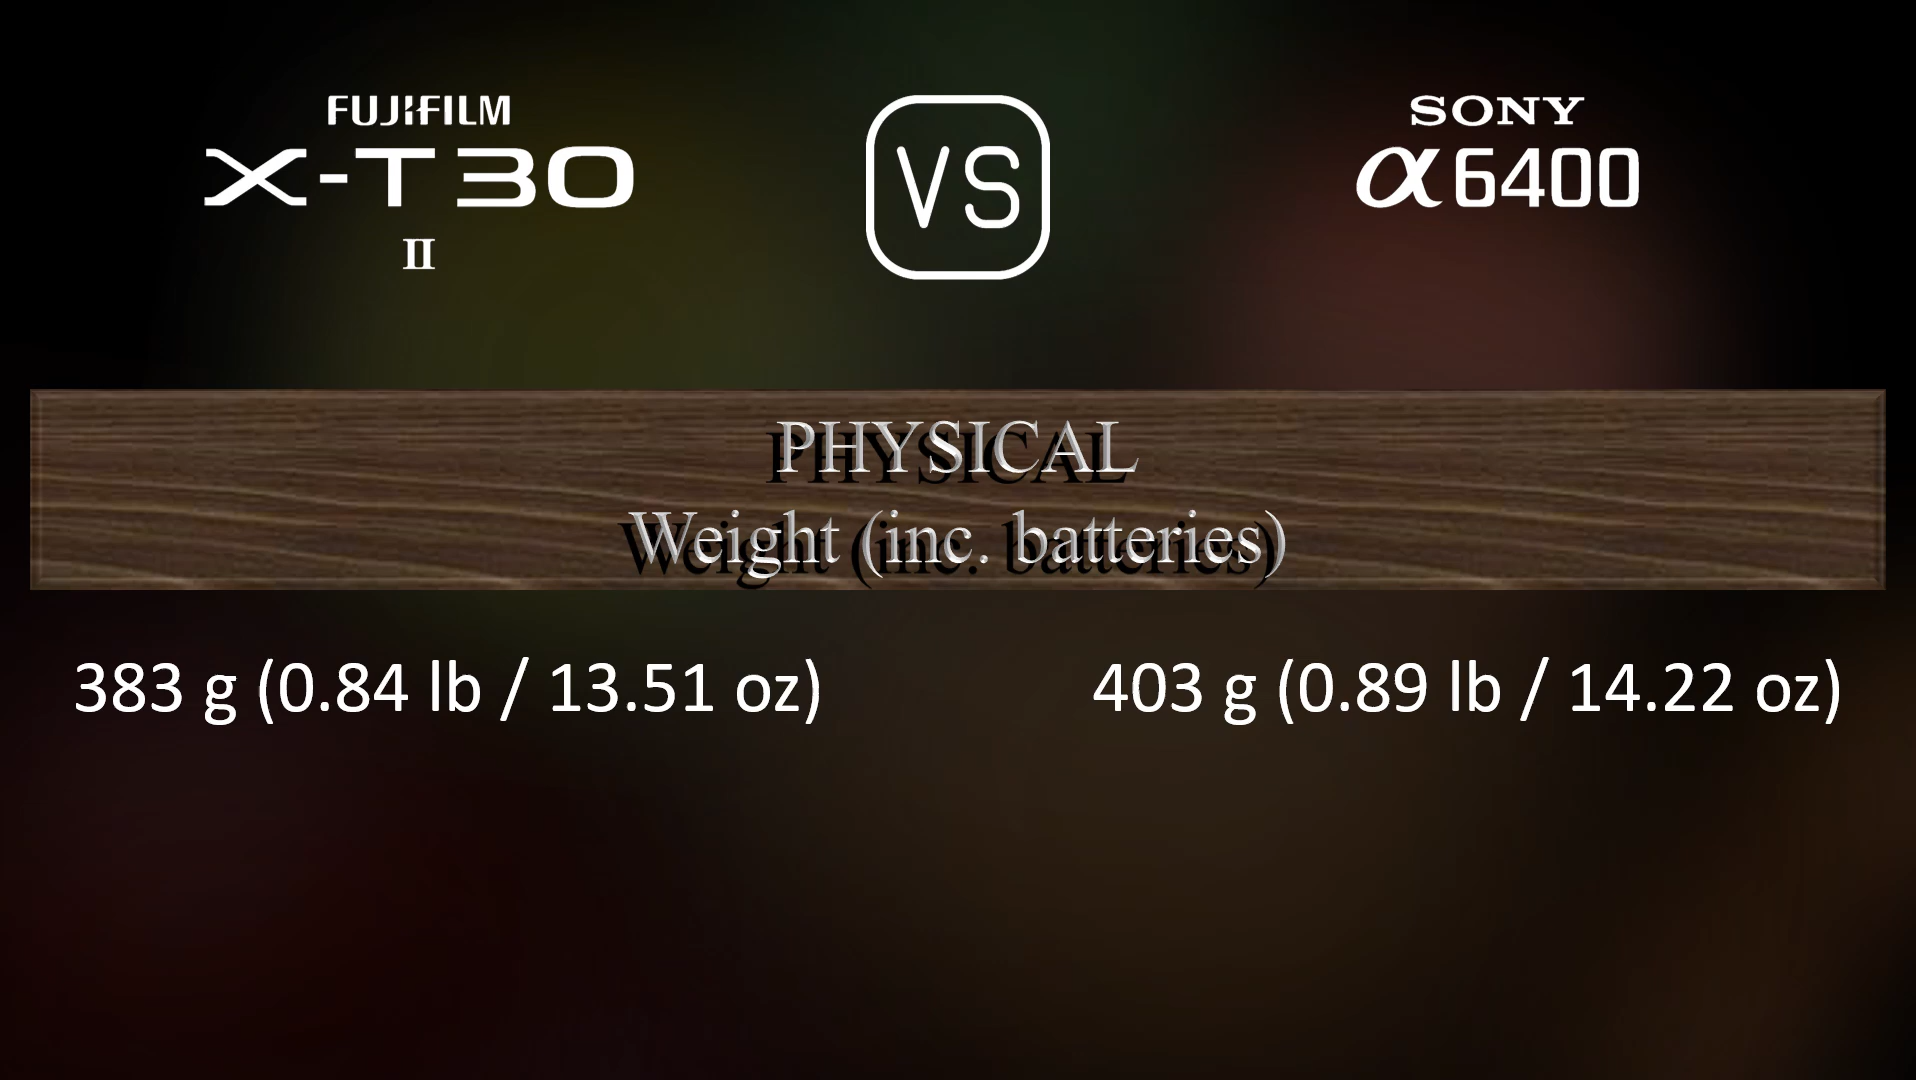 FUJIFILM
X-T30
II
VS
SONY
α6400
PHYSICAL
Weight (inc. batteries)
383 g (0.84 lb / 13.51 oz)
403 g (0.89 lb / 14.22 oz)